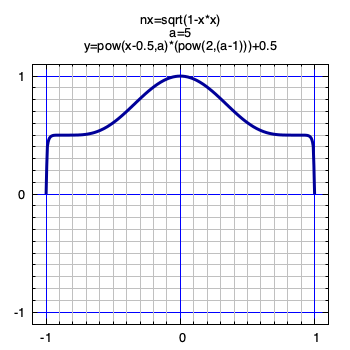 nx=sqrt(1-x*x)
a=5
y=pow(x-0.5,a)*(pow(2,(a-1)))+0.5
1
0
-1
-1
0
1